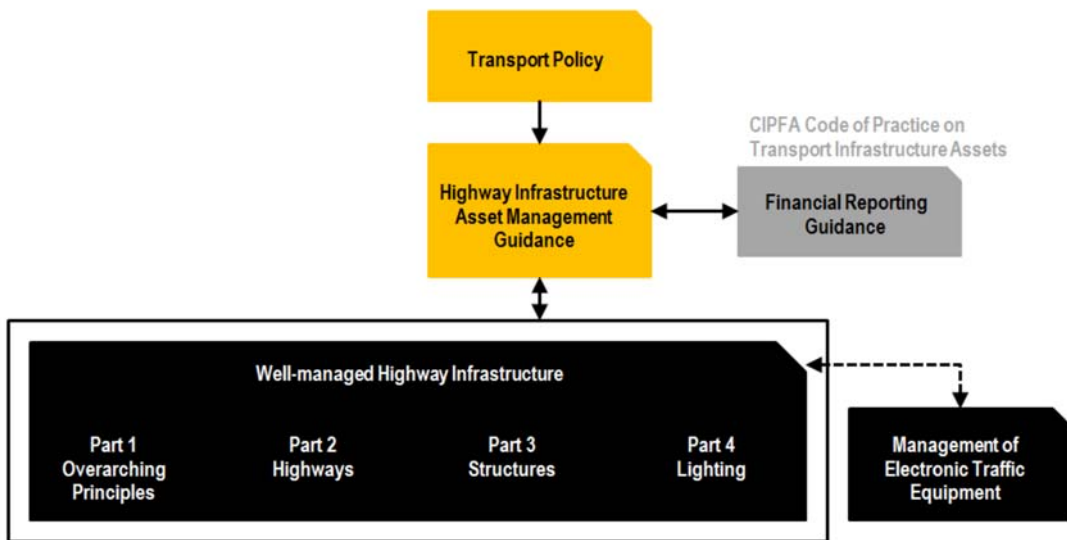 Transport Policy
CIPFA Code of Practice on
Transport Infrastructure Assets
Highway Infrastructure
Asset Management
Guidance
Financial Reporting
Guidance
Well-managed Highway Infrastructure
Part 1
Overarching
Principles
Part 2
Highways
Part 3
Structures
Part 4
Lighting
Management of
Electronic Traffic
Equipment